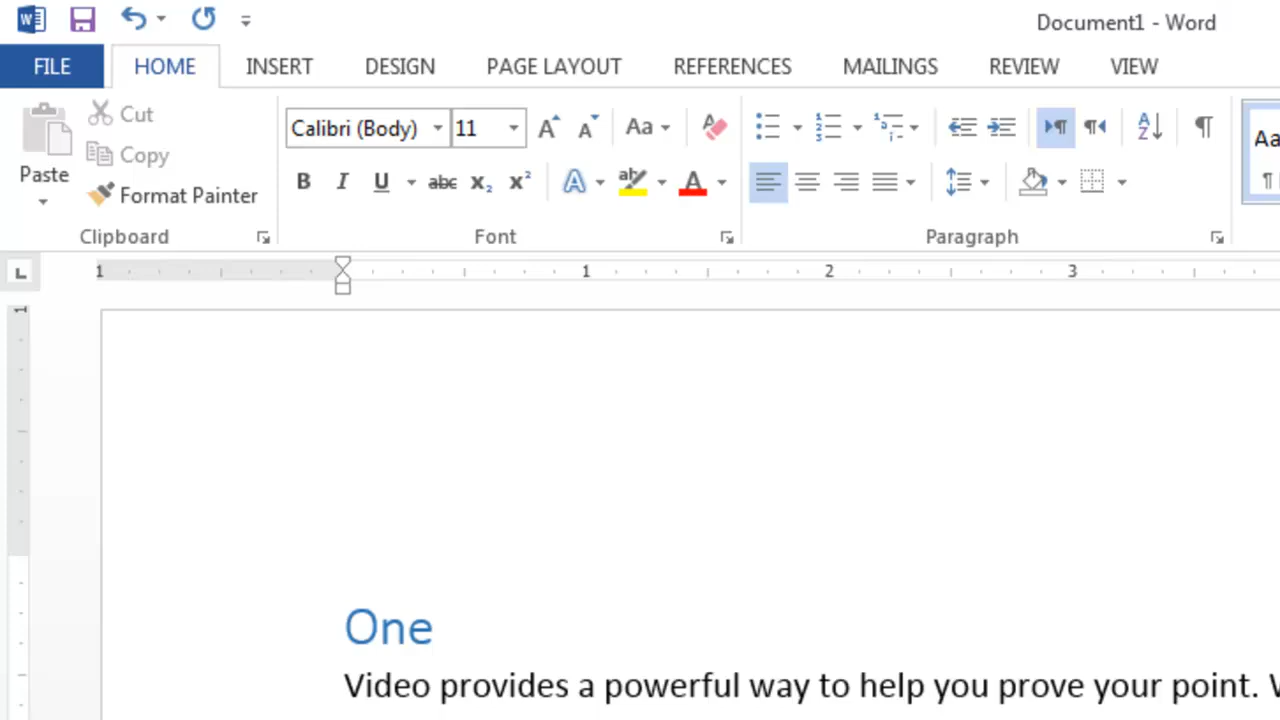 Document1 - Word
FILE HOME INSERT DESIGN PAGE LAYOUT REFERENCES MAILINGS REVIEW VIEW
Cut
Copy
Paste
Format Painter
Calibri (Body) 11
Clipboard Font Paragraph
1 1 2 3
1
One
Video provides a powerful way to help you prove your point.